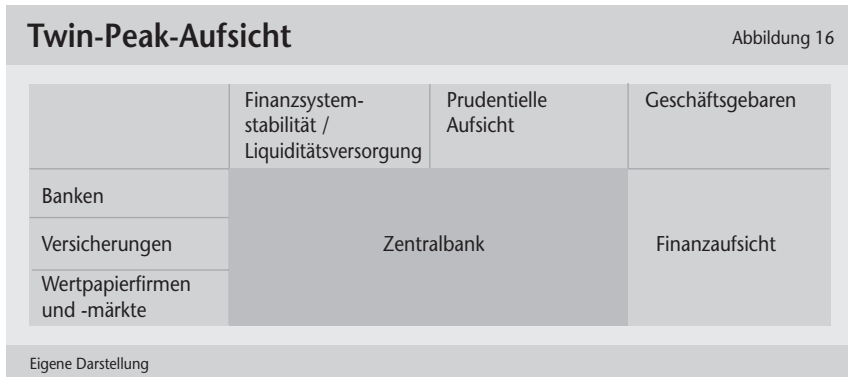 Twin-Peak-Aufsicht
Abbildung 16
Finanzsystem-
stabilität /
Liquiditätsversorgung
Prudentielle
Aufsicht
Geschäftsgebaren
Banken
Versicherungen
Zentralbank
Finanzaufsicht
Wertpapierfirmen
und -märkte
Eigene Darstellung